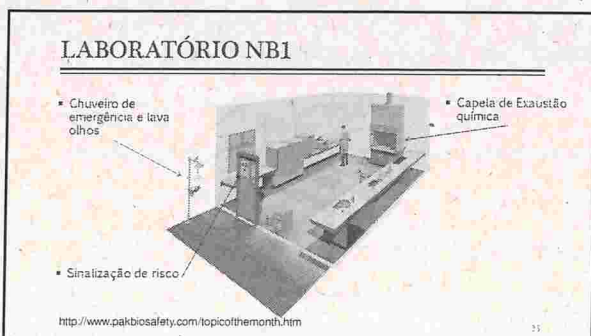 LABORATÓRIO NB1
▪ Chuveiro de
emergência e lava
olhos
▪ Capela de Exaustão
química
▪ Sinalização de risco
http://www.pakbiosafety.com/topicofthemonth.htm